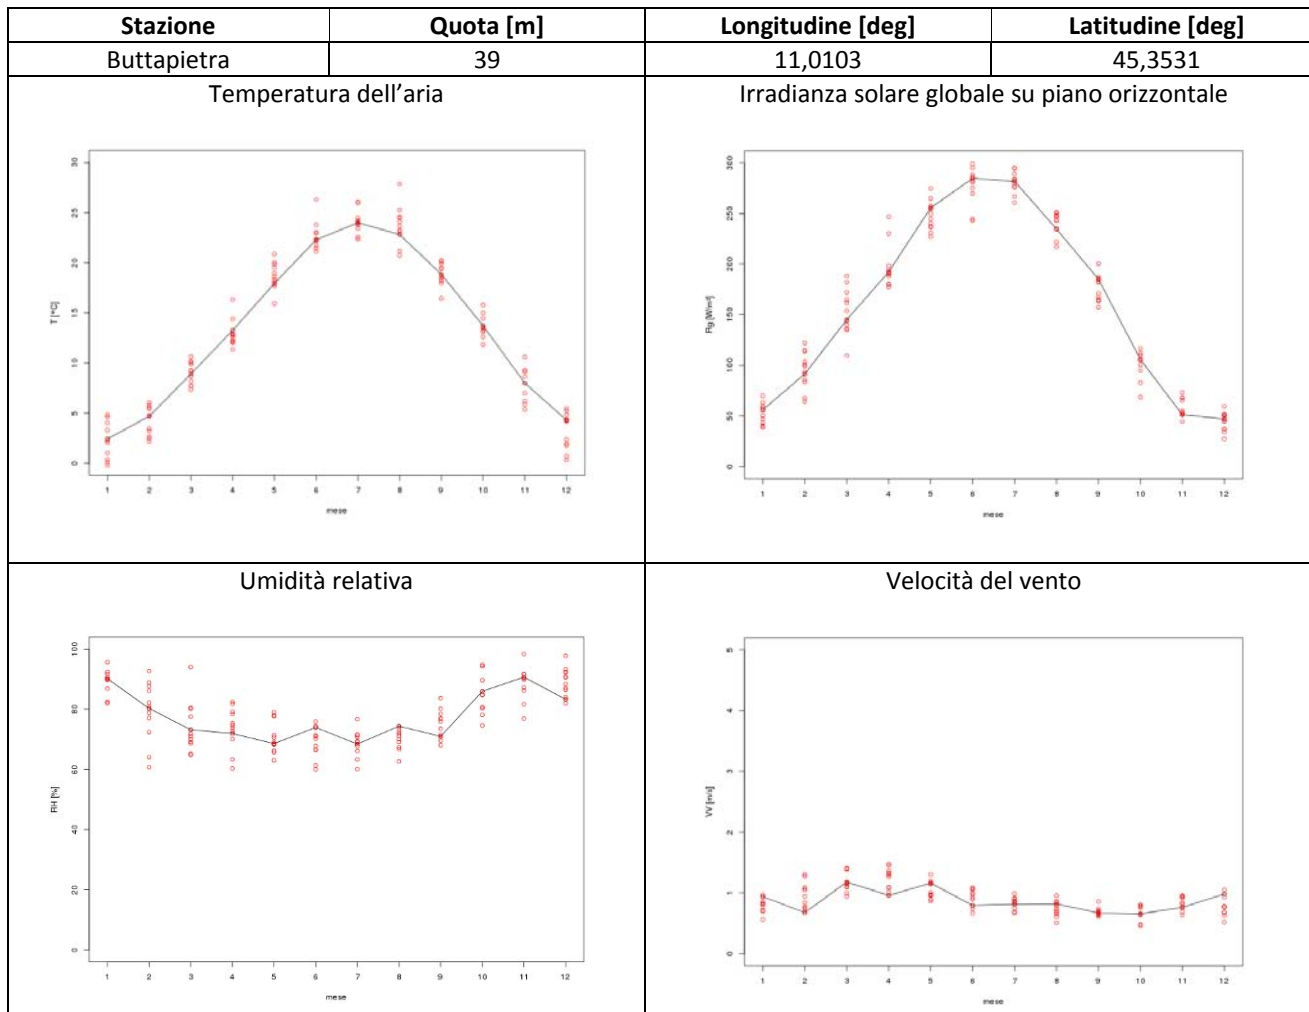 Stazione Quota [m] Longitudine [deg] Latitudine [deg]
Buttapietra 39 11,0103 45,3531
Temperatura dell’aria
T [°C]
30
25
20
15
10
5
0
1 2 3 4 5 6 7 8 9 10 11 12
mese
Irradianza solare globale su piano orizzontale
Rg [W/m²]
300
250
200
150
100
50
0
1 2 3 4 5 6 7 8 9 10 11 12
mese
Umidità relativa
RH [%]
100
80
60
40
20
0
1 2 3 4 5 6 7 8 9 10 11 12
mese
Velocità del vento
VV [m/s]
5
4
3
2
1
0
1 2 3 4 5 6 7 8 9 10 11 12
mese